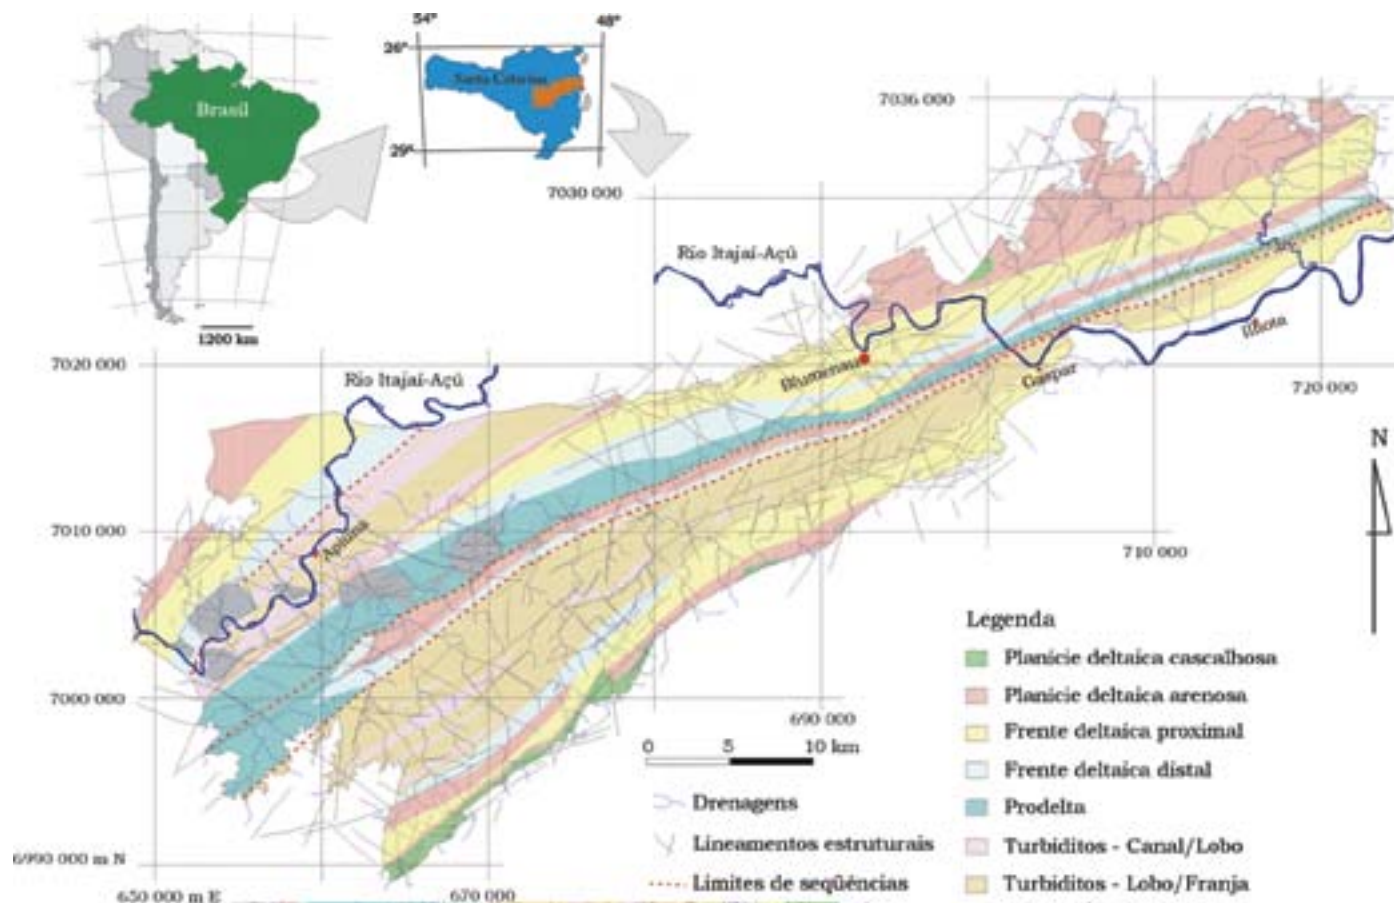 54°
48°
26°
Santa Catarina
Brasil
29°
1200 km
7036 000
7030 000
Rio Itajaí-Açú
Ilhota
Blumenau
Gaspar
7020 000
720 000
Rio Itajaí-Açú
N
7010 000
Apiúna
710 000
Legenda
Planície deltaica cascalhosa
Planície deltaica arenosa
7000 000
690 000
Frente deltaica proximal
0 5 10 km
Frente deltaica distal
Drenagens
Prodelta
Lineamentos estruturais
Turbiditos - Canal/Lobo
6990 000 m N
Limites de seqüências
Turbiditos - Lobo/Franja
650 000 m E
670 000